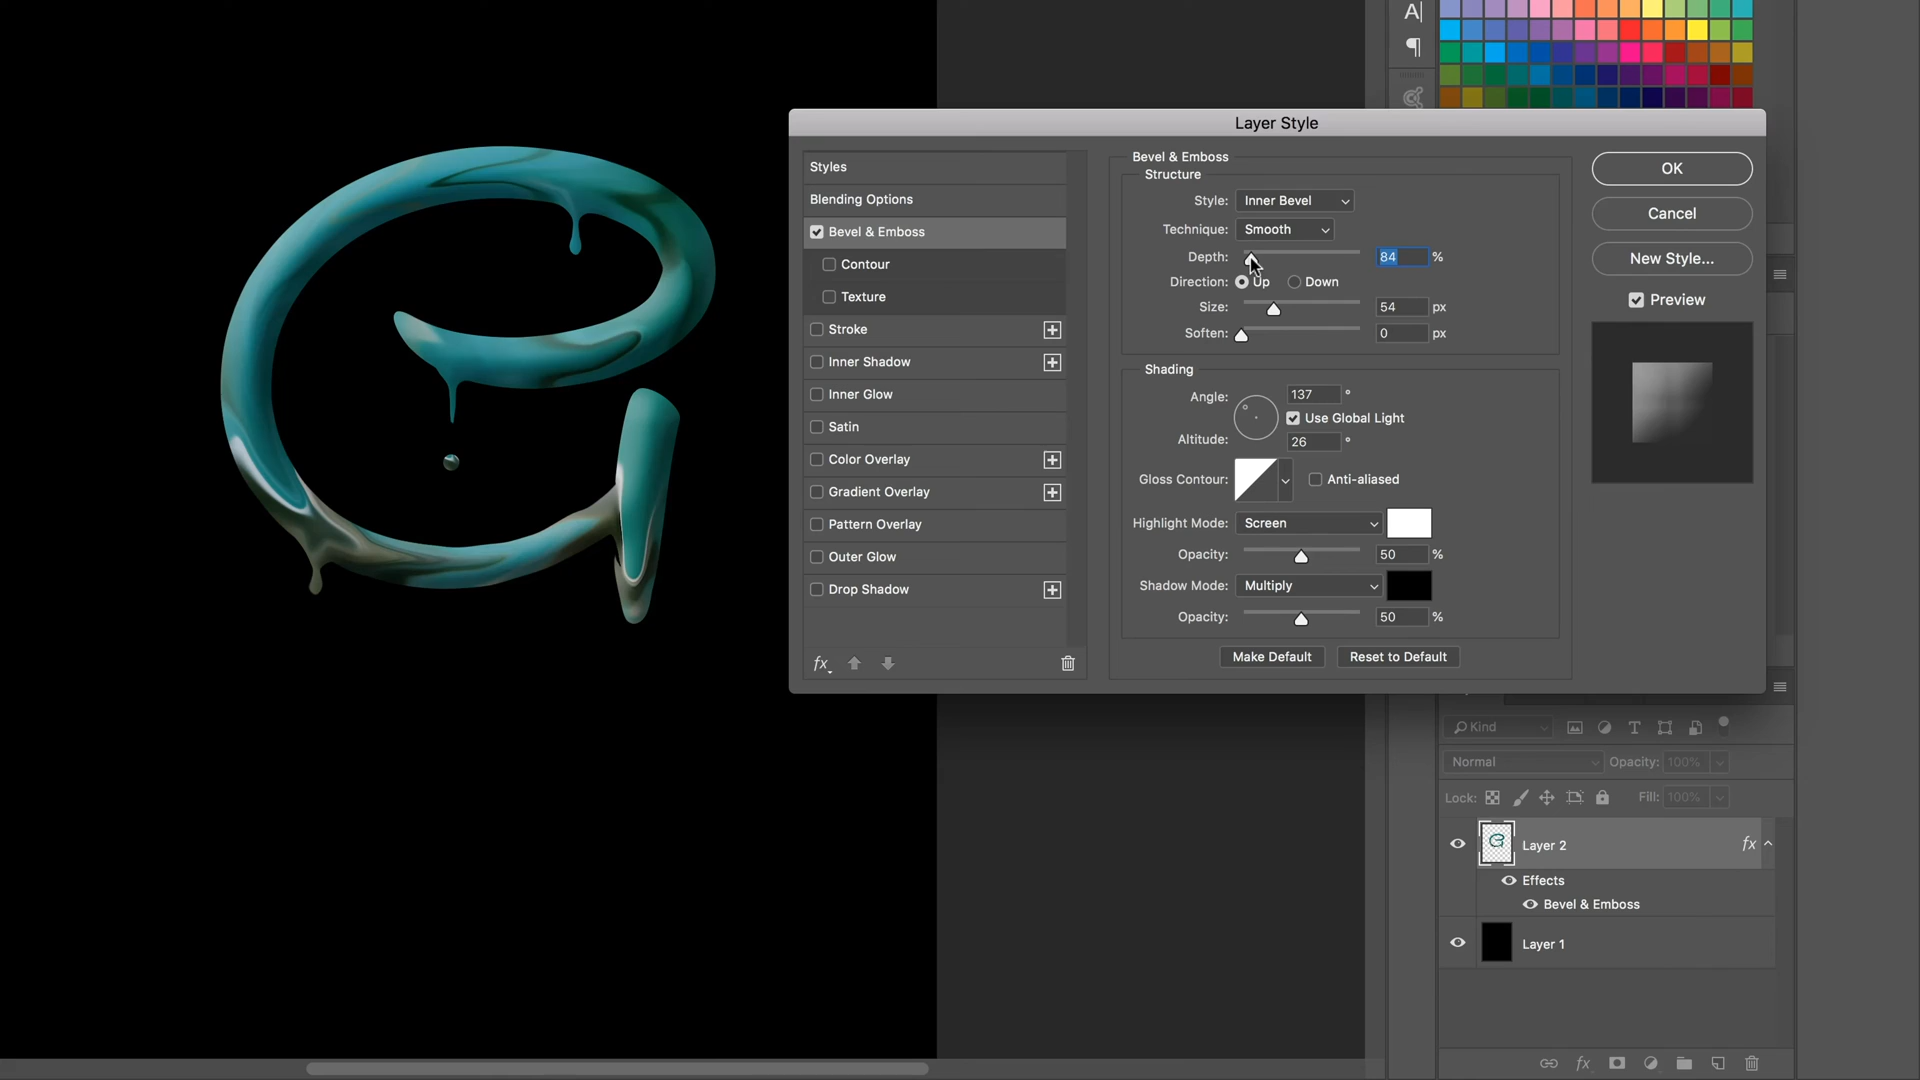 A|
¶
Layer Style
Styles
Blending Options
Bevel & Emboss
Contour
Texture
Stroke
Inner Shadow
Inner Glow
Satin
Color Overlay
Gradient Overlay
Pattern Overlay
Outer Glow
Drop Shadow
fx
Bevel & Emboss
Structure
Style: Inner Bevel
Technique: Smooth
Depth: 84 %
Direction: Up Down
Size: 54 px
Soften: 0 px
Shading
Angle: 137 °
Use Global Light
Altitude: 26 °
Gloss Contour: Anti-aliased
Highlight Mode: Screen
Opacity: 50 %
Shadow Mode: Multiply
Opacity: 50 %
Make Default Reset to Default
OK
Cancel
New Style...
Preview
Kind
Normal Opacity: 100%
Lock: Fill: 100%
Layer 2 fx
Effects
Bevel & Emboss
Layer 1
fx